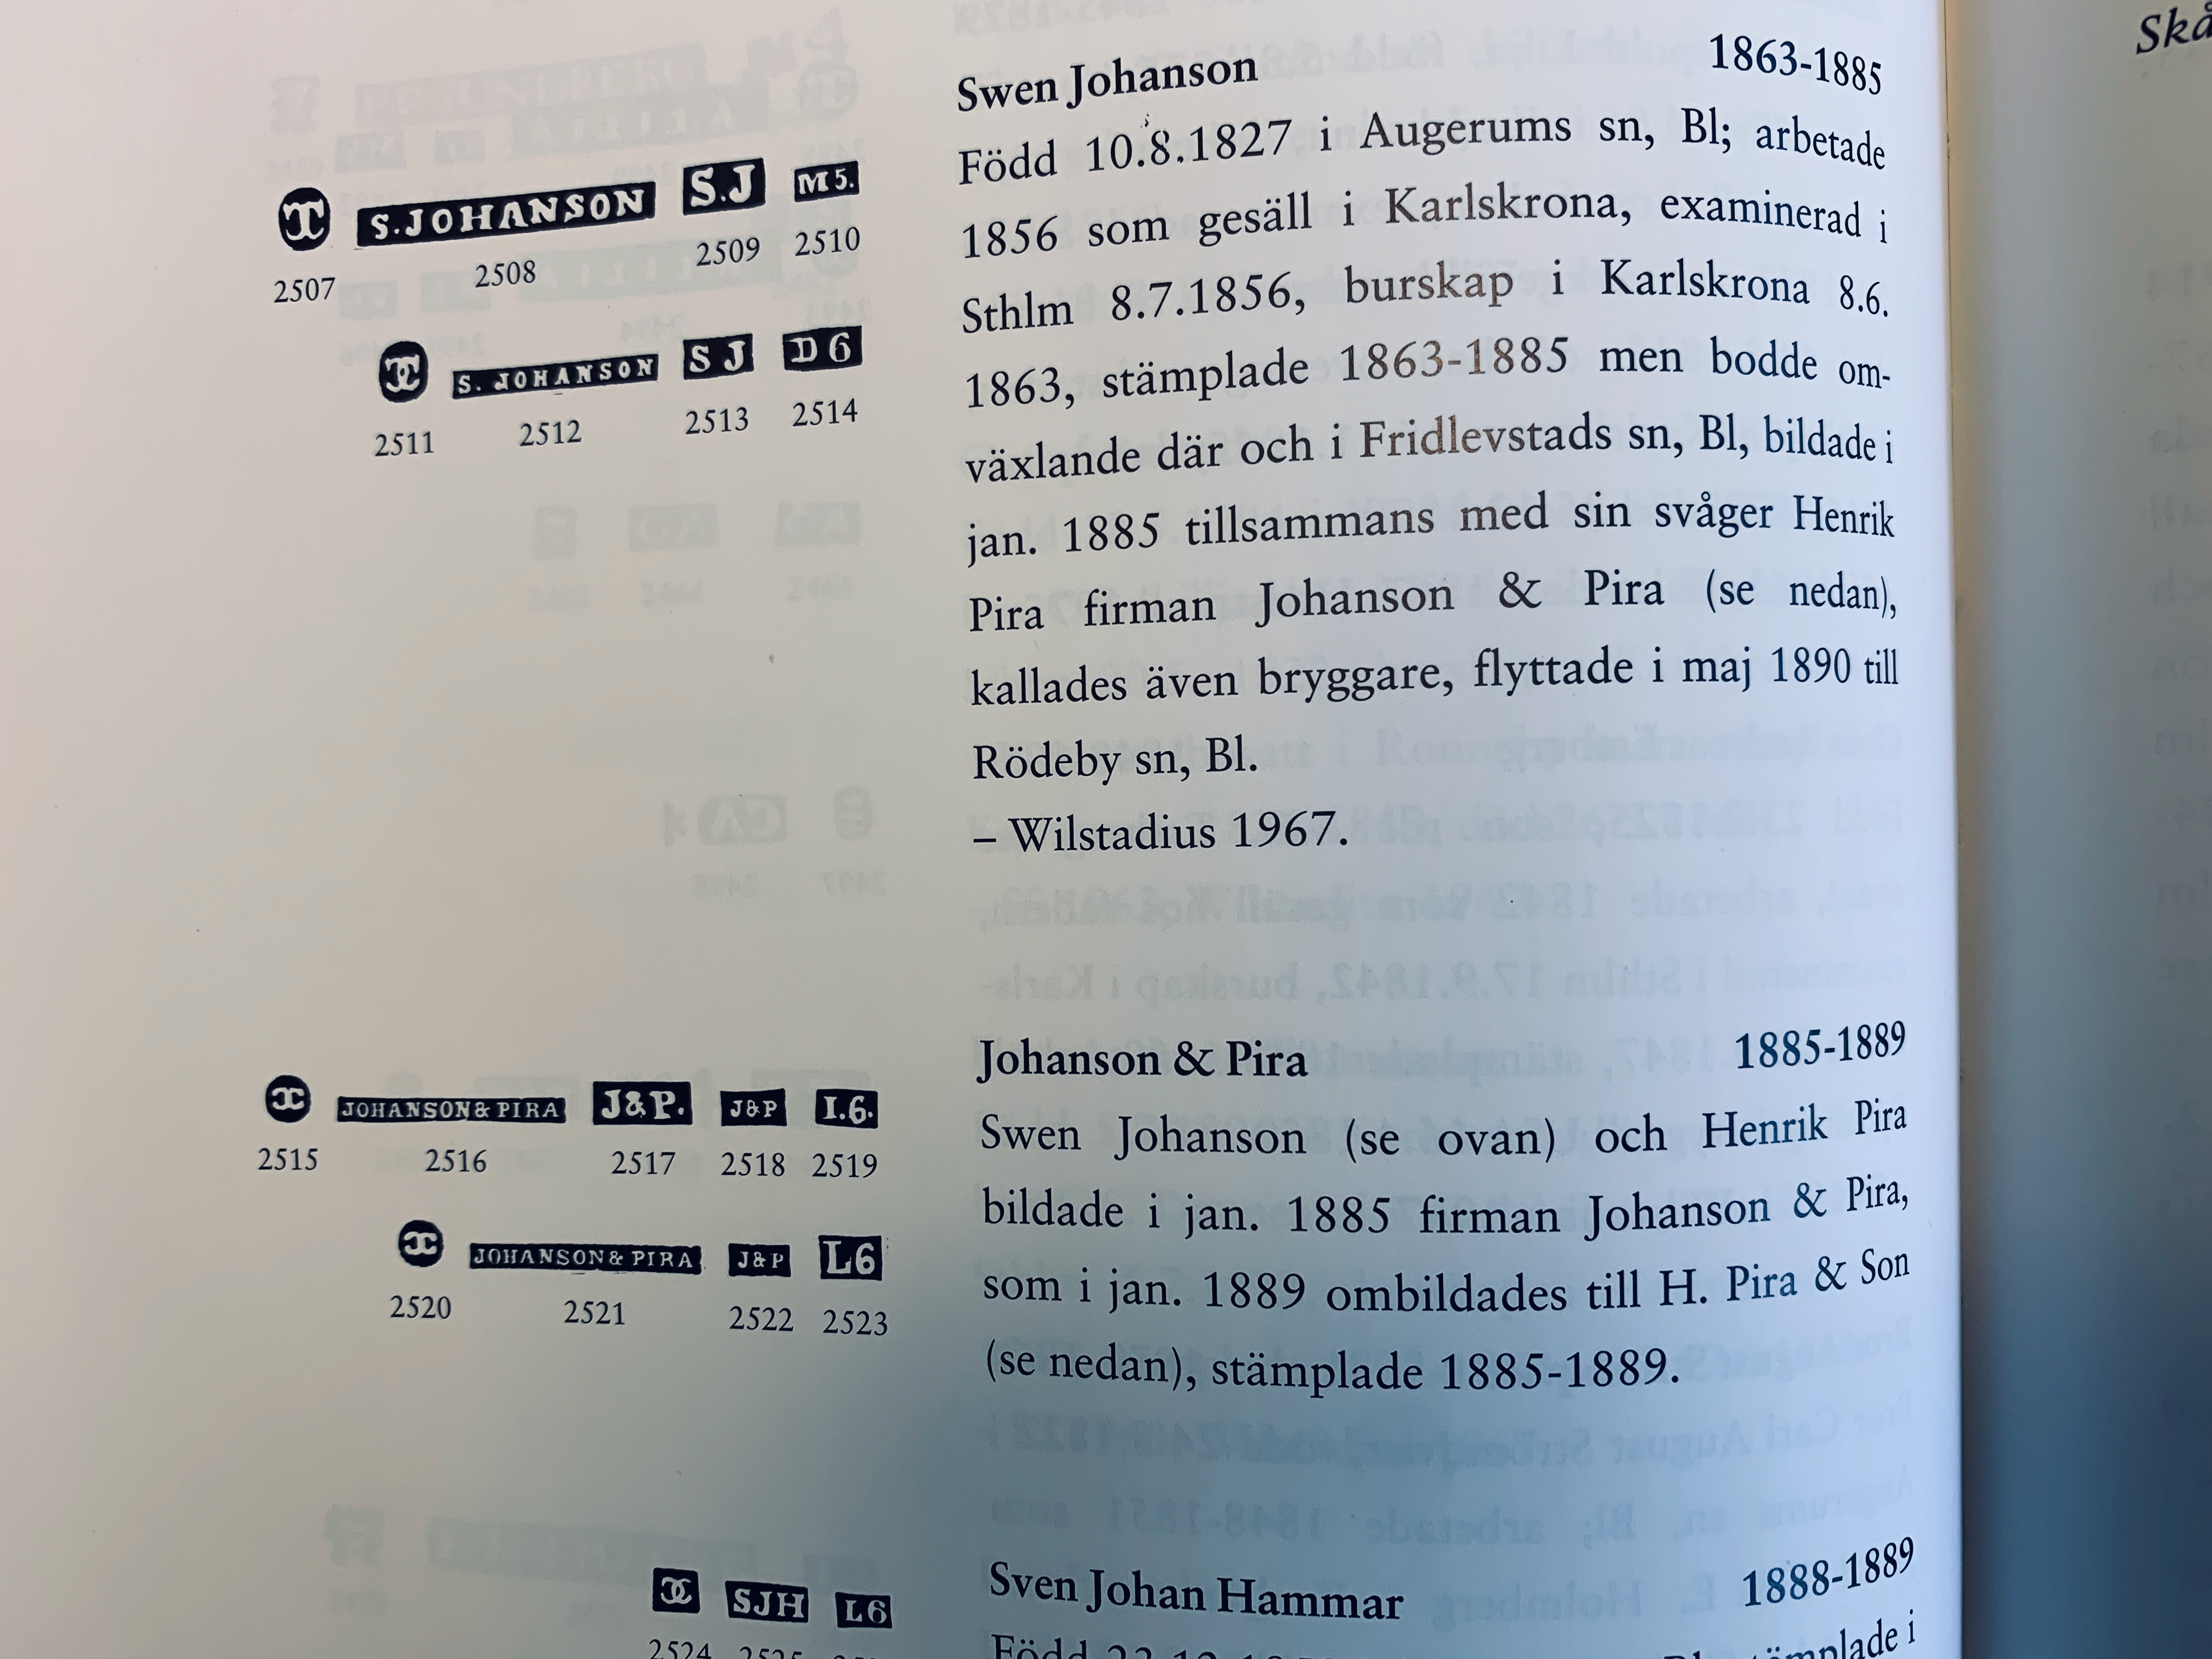 Skå
Swen Johanson 1863-1885
Född 10.8.1827 i Augerums sn, Bl; arbetade
1856 som gesäll i Karlskrona, examinerad i
Sthlm 8.7.1856, burskap i Karlskrona 8.6.
1863, stämplade 1863-1885 men bodde om-
växlande där och i Fridlevstads sn, Bl, bildade i
jan. 1885 tillsammans med sin svåger Henrik
Pira firman Johanson & Pira (se nedan),
kallades även bryggare, flyttade i maj 1890 till
Rödeby sn, Bl.
– Wilstadius 1967.
S.JOHANSON S.J M5.
2507 2508 2509 2510
S. JOHANSON SJ D6
2511 2512 2513 2514
Johanson & Pira 1885-1889
Swen Johanson (se ovan) och Henrik Pira
bildade i jan. 1885 firman Johanson & Pira,
som i jan. 1889 ombildades till H. Pira & Son
(se nedan), stämplade 1885-1889.
JOHANSON & PIRA J&P. J&P I.6.
2515 2516 2517 2518 2519
JOHANSON & PIRA J&P L6
2520 2521 2522 2523
Sven Johan Hammar 1888-1889
SJH L6
2524
Född